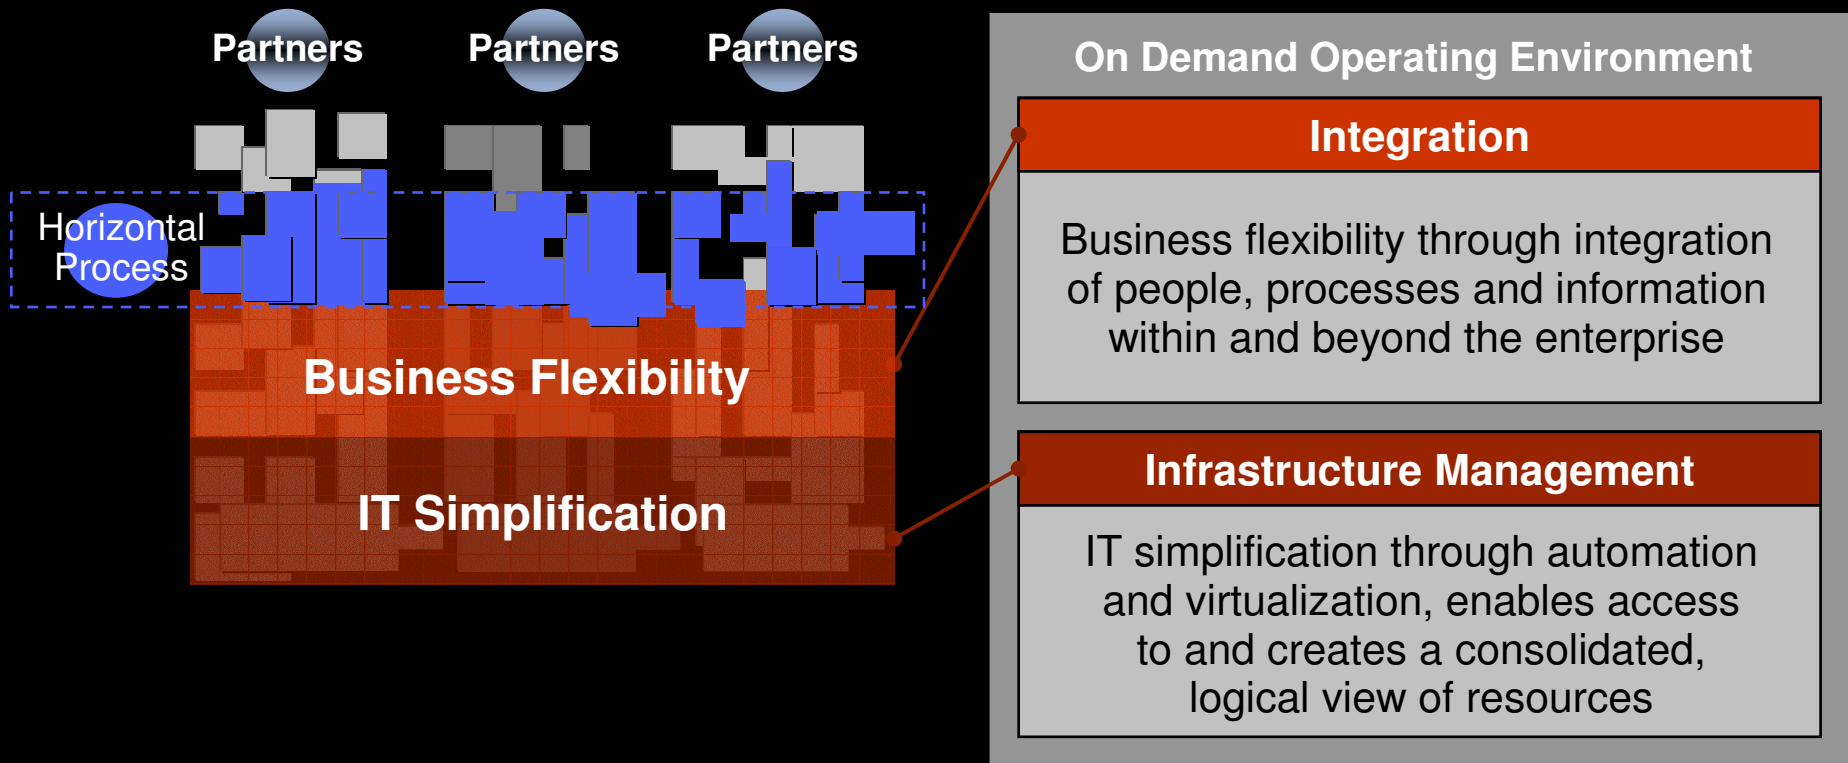 Partners
Partners
Partners
Horizontal
Process
Business Flexibility
IT Simplification
On Demand Operating Environment
Integration
Business flexibility through integration
of people, processes and information
within and beyond the enterprise
Infrastructure Management
IT simplification through automation
and virtualization, enables access
to and creates a consolidated,
logical view of resources